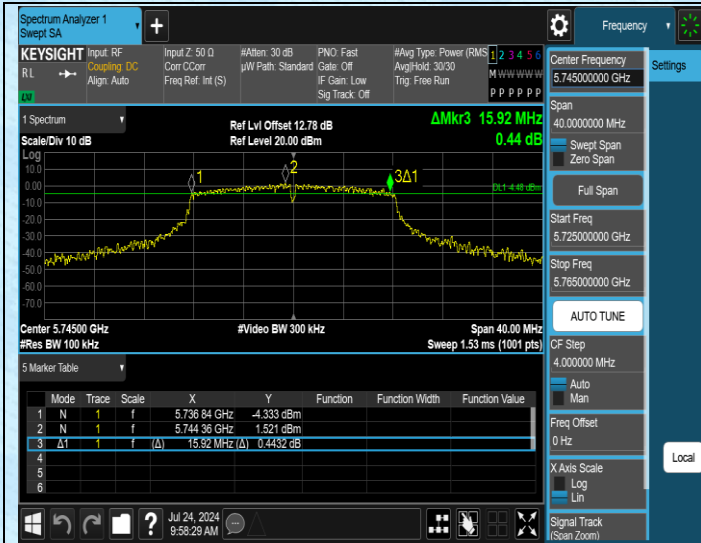 Spectrum Analyzer 1
Swept SA
+
Frequency
KEYSIGHT
RL
LXI
Input: RF
Coupling: DC
Align: Auto
Input Z: 50 Ω
Corr CCorr
Freq Ref: Int (S)
#Atten: 30 dB
µW Path: Standard
PNO: Fast
Gate: Off
IF Gain: Low
Sig Track: Off
#Avg Type: Power (RMS
Avg|Hold: 30/30
Trig: Free Run
1 2 3 4 5 6
M W W W W W
P P P P P P
1 Spectrum
Scale/Div 10 dB
Ref Lvl Offset 12.78 dB
Ref Level 20.00 dBm
ΔMkr3 15.92 MHz
0.44 dB
Log
10.0
0.00
-10.0
-20.0
-30.0
-40.0
-50.0
-60.0
-70.0
1
2
3Δ1
DL1 -4.48 dBm
Center 5.74500 GHz
#Res BW 100 kHz
#Video BW 300 kHz
Span 40.00 MHz
Sweep 1.53 ms (1001 pts)
5 Marker Table
Mode Trace Scale X Y Function Function Width Function Value
1 N 1 f 5.736 84 GHz -4.333 dBm
2 N 1 f 5.744 36 GHz 1.521 dBm
3 Δ1 1 f (Δ) 15.92 MHz (Δ) 0.4432 dB
4
5
6
?
Jul 24, 2024
9:58:29 AM
Center Frequency
5.745000000 GHz
Span
40.0000000 MHz
Swept Span
Zero Span
Full Span
Start Freq
5.725000000 GHz
Stop Freq
5.765000000 GHz
AUTO TUNE
CF Step
4.000000 MHz
Auto
Man
Freq Offset
0 Hz
X Axis Scale
Log
Lin
Signal Track
(Span Zoom)
Settings
Local